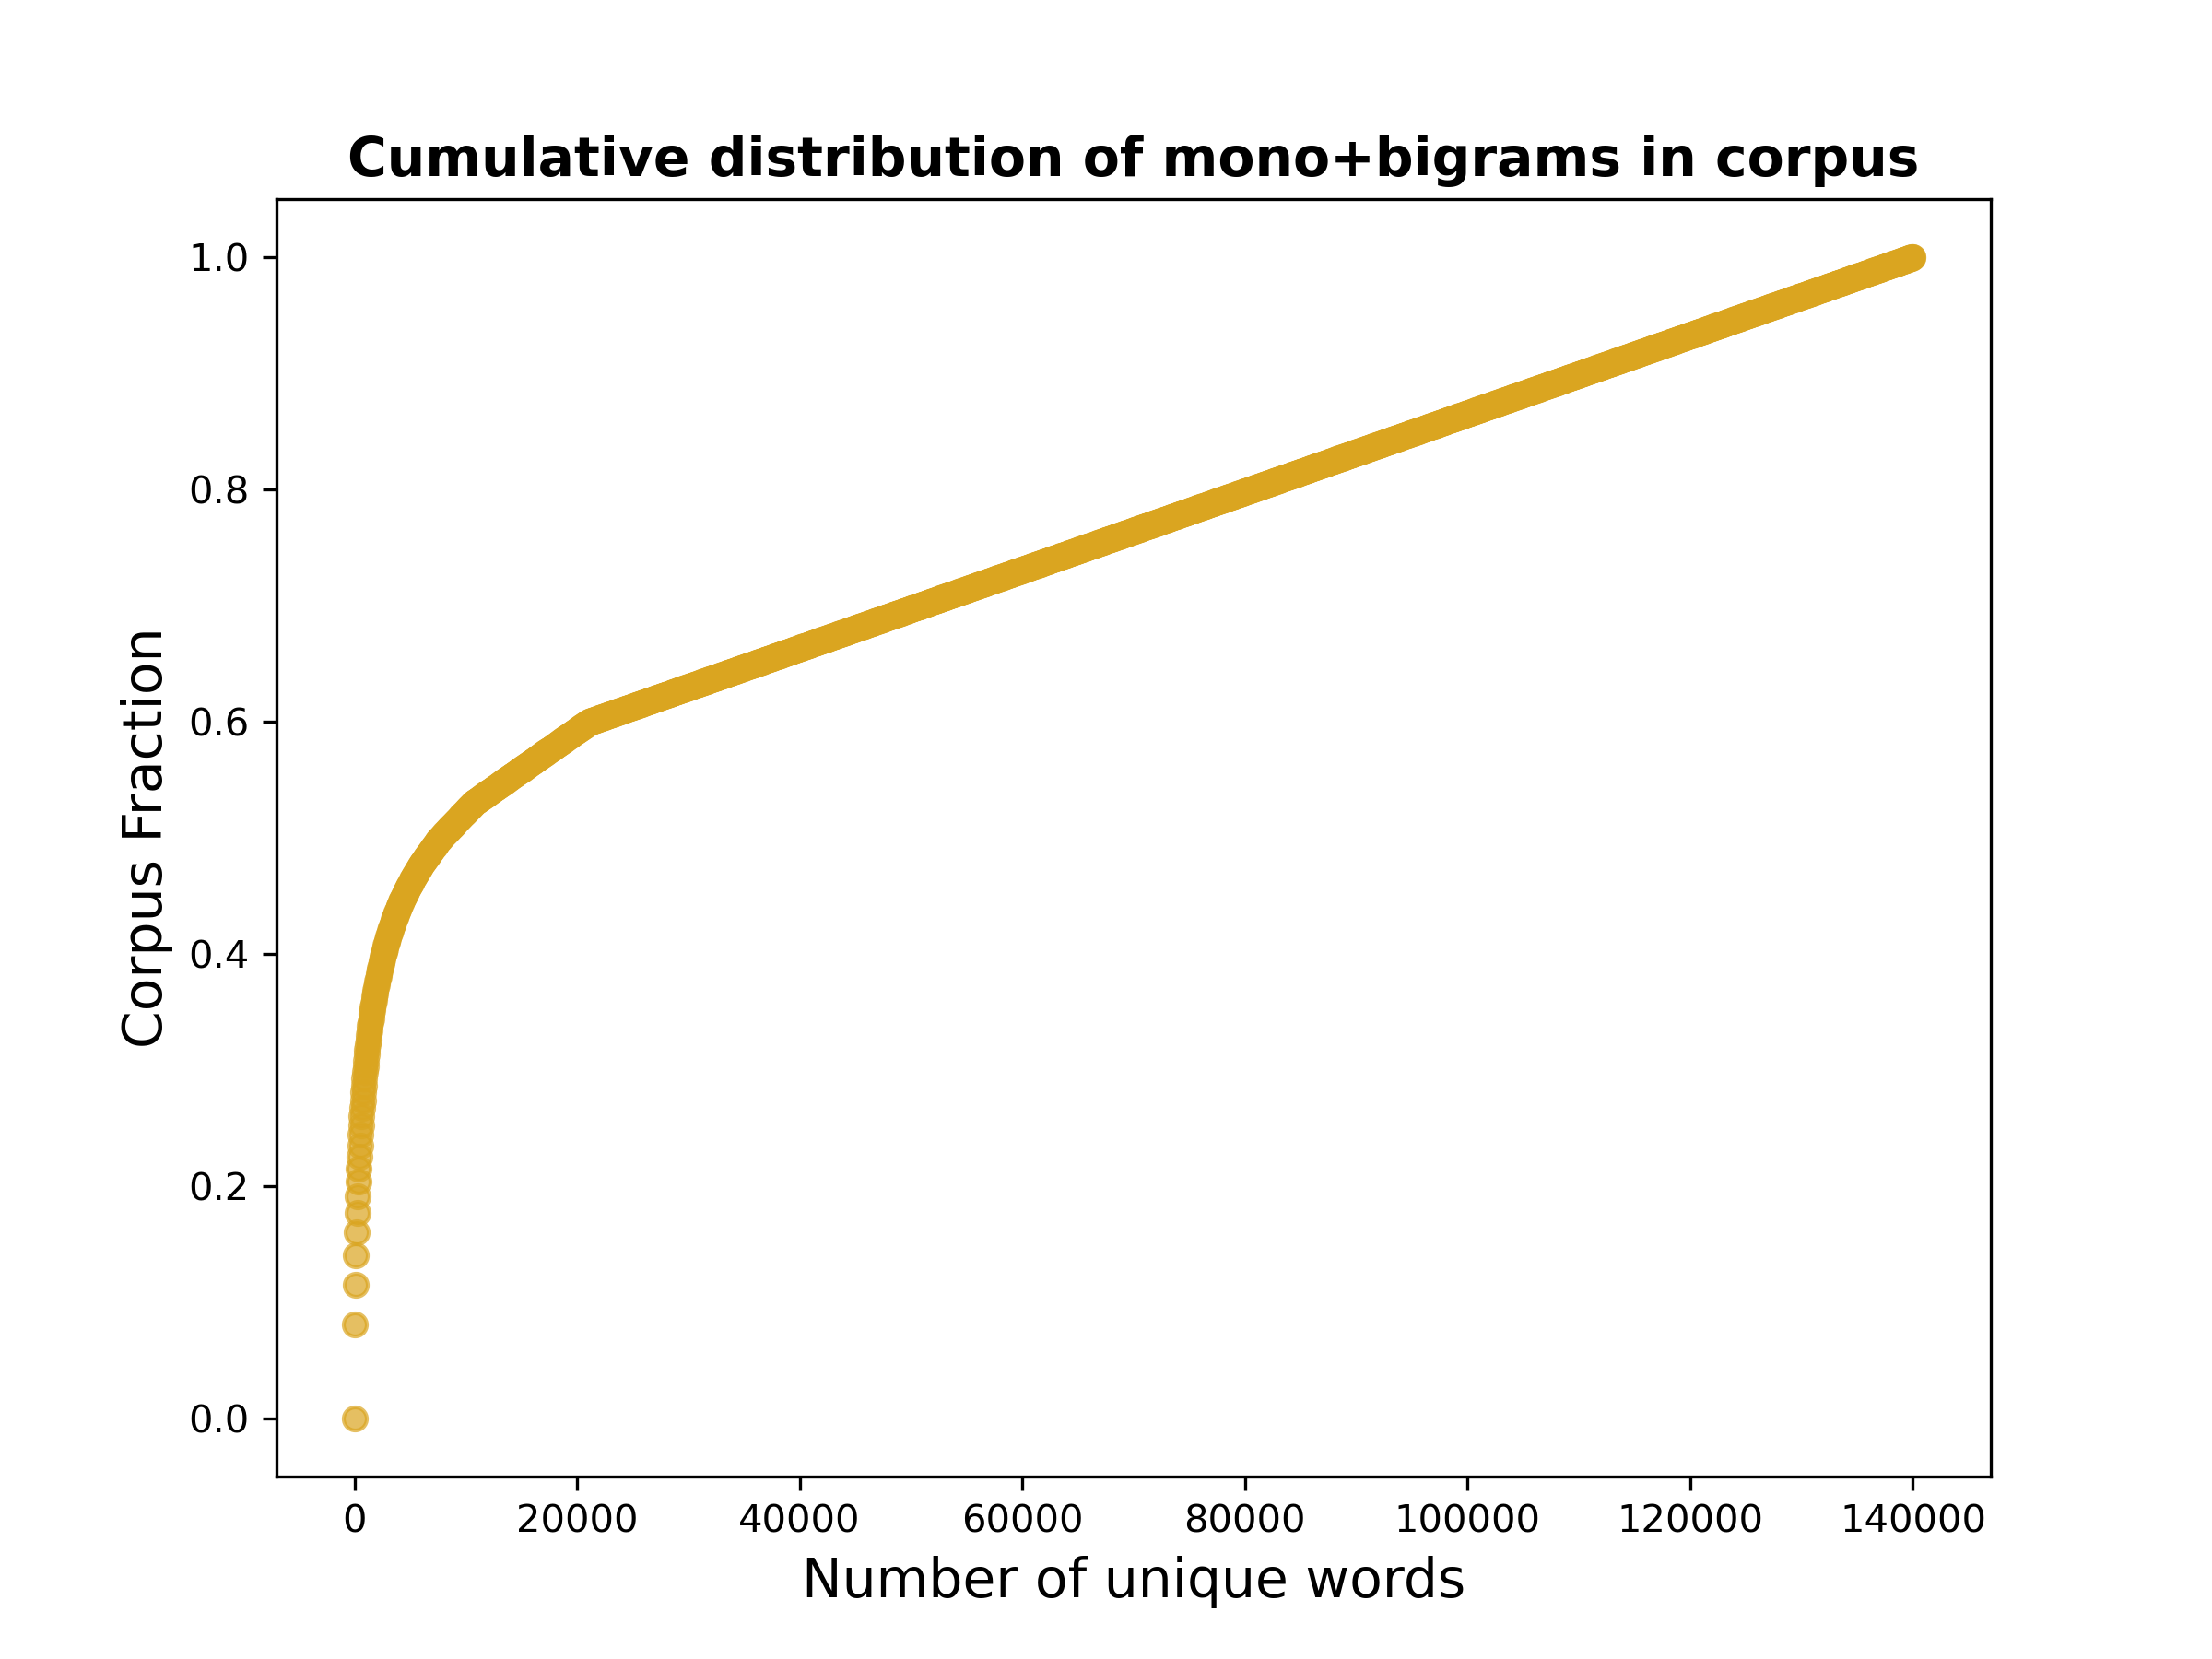 Cumulative distribution of mono+bigrams in corpus
1.0
0.8
0.6
0.4
0.2
0.0
Corpus Fraction
0 20000 40000 60000 80000 100000 120000 140000
Number of unique words